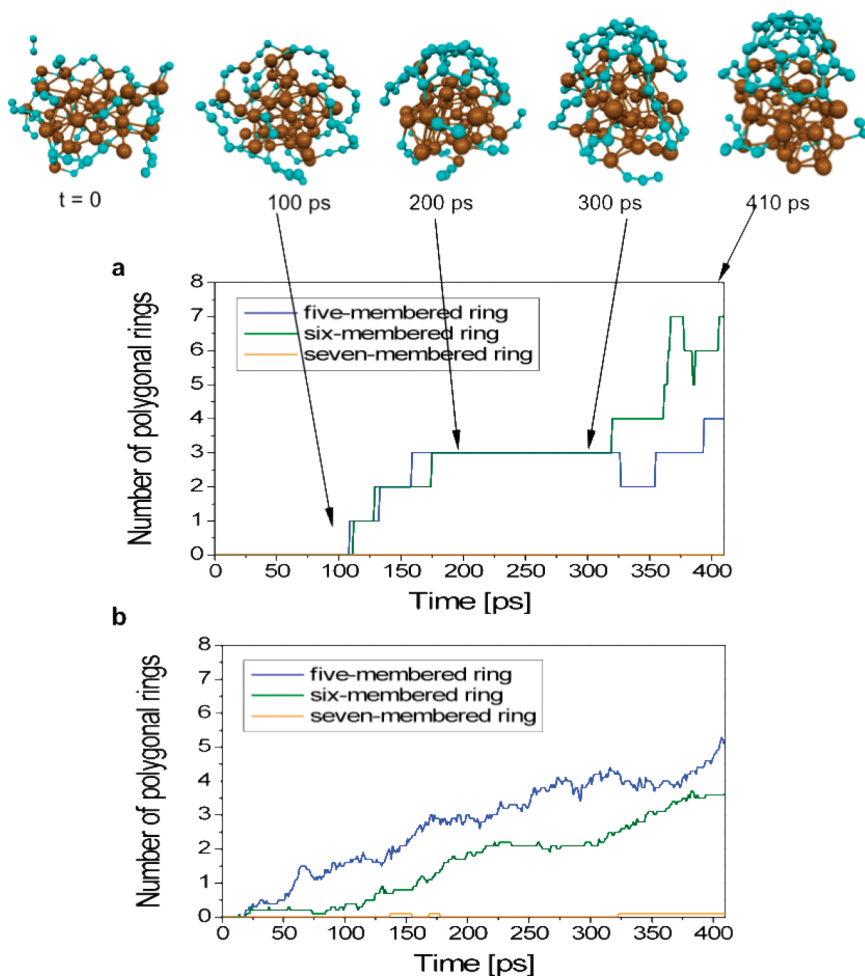 t = 0
100 ps
200 ps
300 ps
410 ps
a
8
7
6
5
4
3
2
1
0
Number of polygonal rings
five-membered ring
six-membered ring
seven-membered ring
0 50 100 150 200 250 300 350 400
Time [ps]
b
8
7
6
5
4
3
2
1
0
Number of polygonal rings
five-membered ring
six-membered ring
seven-membered ring
0 50 100 150 200 250 300 350 400
Time [ps]